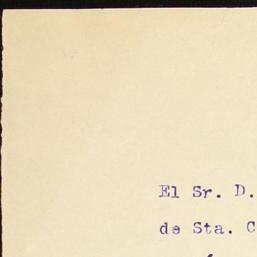 El Sr. D.
de Sta. C